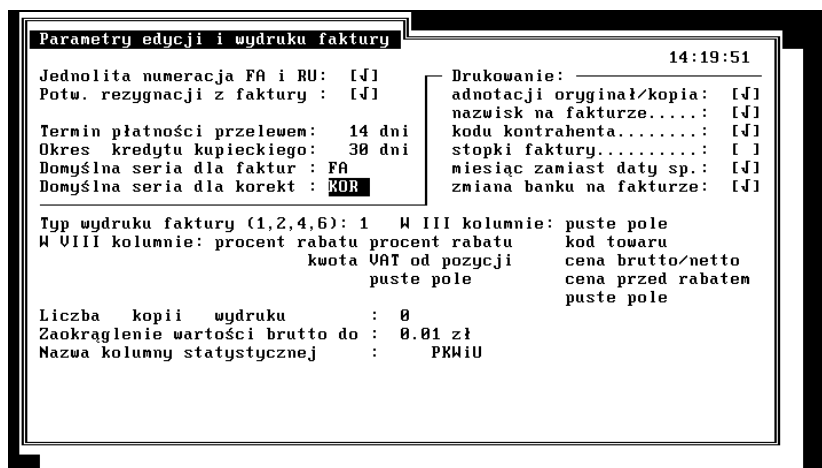 Parametry edycji i wydruku faktury
14:19:51
Jednolita numeracja FA i RU: [√]
Potw. rezygnacji z faktury : [√]
Termin płatności przelewem: 14 dni
Okres kredytu kupieckiego: 30 dni
Domyślna seria dla faktur : FA
Domyślna seria dla korekt : KOR
Drukowanie:
adnotacji oryginał/kopia: [√]
nazwisk na fakturze.....: [√]
kodu kontrahenta........: [√]
stopki faktury..........: [ ]
miesiąc zamiast daty sp.: [√]
zmiana banku na fakturze: [√]
Typ wydruku faktury (1,2,4,6): 1 W III kolumnie: puste pole
W VIII kolumnie: procent rabatu procent rabatu kod towaru
kwota VAT od pozycji cena brutto/netto
puste pole cena przed rabatem
puste pole
Liczba kopii wydruku : 0
Zaokrąglenie wartości brutto do : 0.01 zł
Nazwa kolumny statystycznej : PKWiU